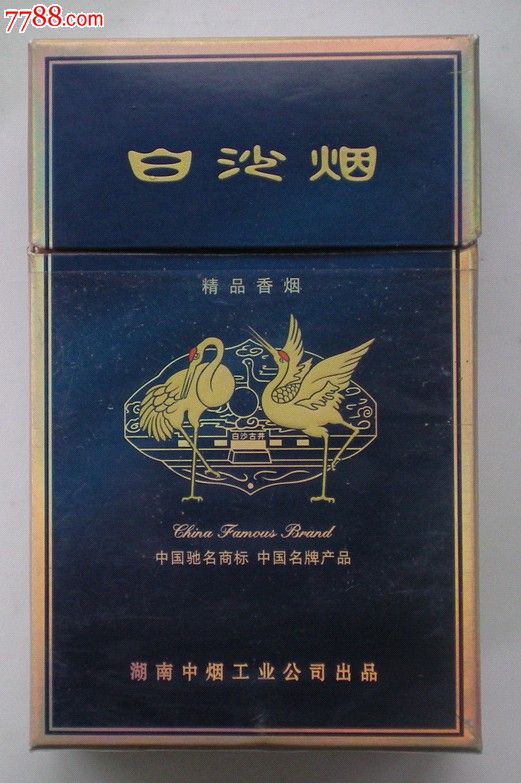 7788.com
白沙烟
精品香烟
白沙古井
China Famous Brand
中国驰名商标 中国名牌产品
湖南中烟工业公司出品